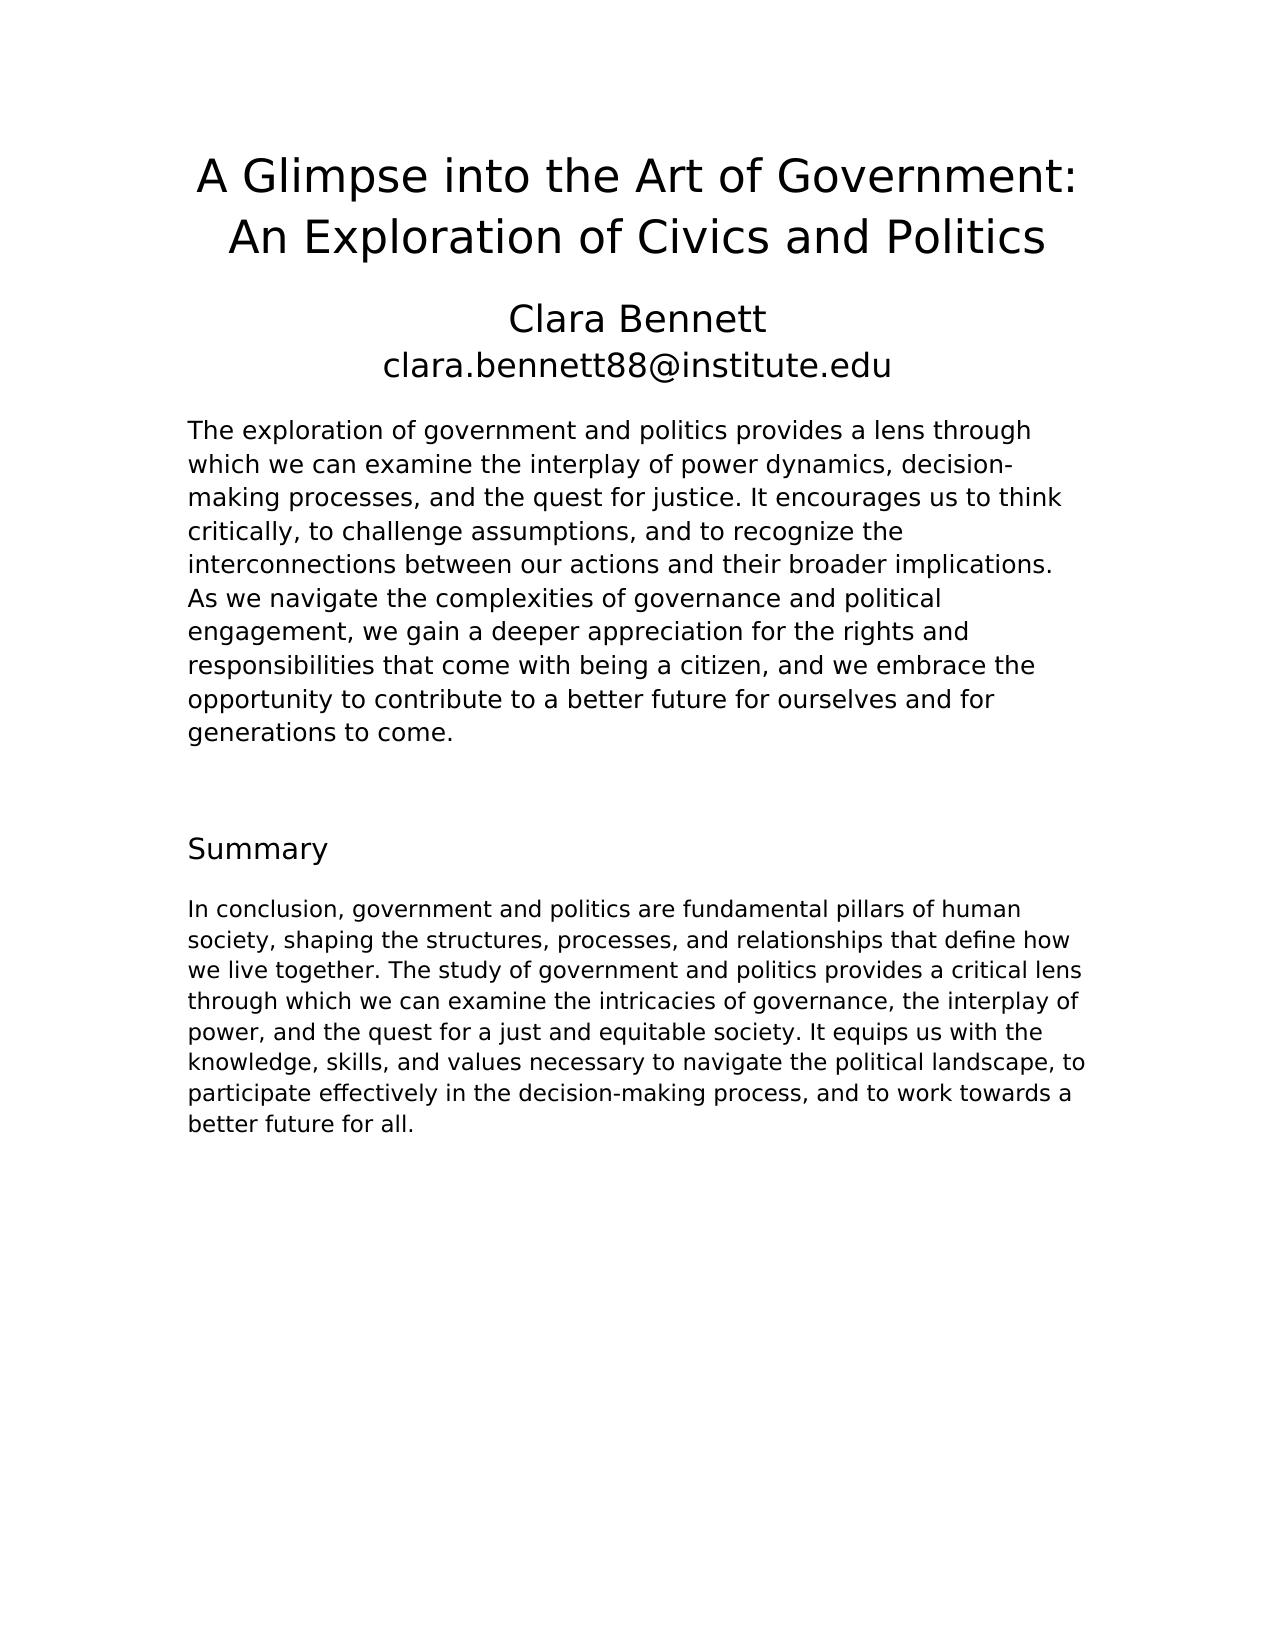 A Glimpse into the Art of Government:
An Exploration of Civics and Politics
Clara Bennett
clara.bennett88@institute.edu
The exploration of government and politics provides a lens through
which we can examine the interplay of power dynamics, decision-
making processes, and the quest for justice. It encourages us to think
critically, to challenge assumptions, and to recognize the
interconnections between our actions and their broader implications.
As we navigate the complexities of governance and political
engagement, we gain a deeper appreciation for the rights and
responsibilities that come with being a citizen, and we embrace the
opportunity to contribute to a better future for ourselves and for
generations to come.
Summary
In conclusion, government and politics are fundamental pillars of human
society, shaping the structures, processes, and relationships that define how
we live together. The study of government and politics provides a critical lens
through which we can examine the intricacies of governance, the interplay of
power, and the quest for a just and equitable society. It equips us with the
knowledge, skills, and values necessary to navigate the political landscape, to
participate effectively in the decision-making process, and to work towards a
better future for all.